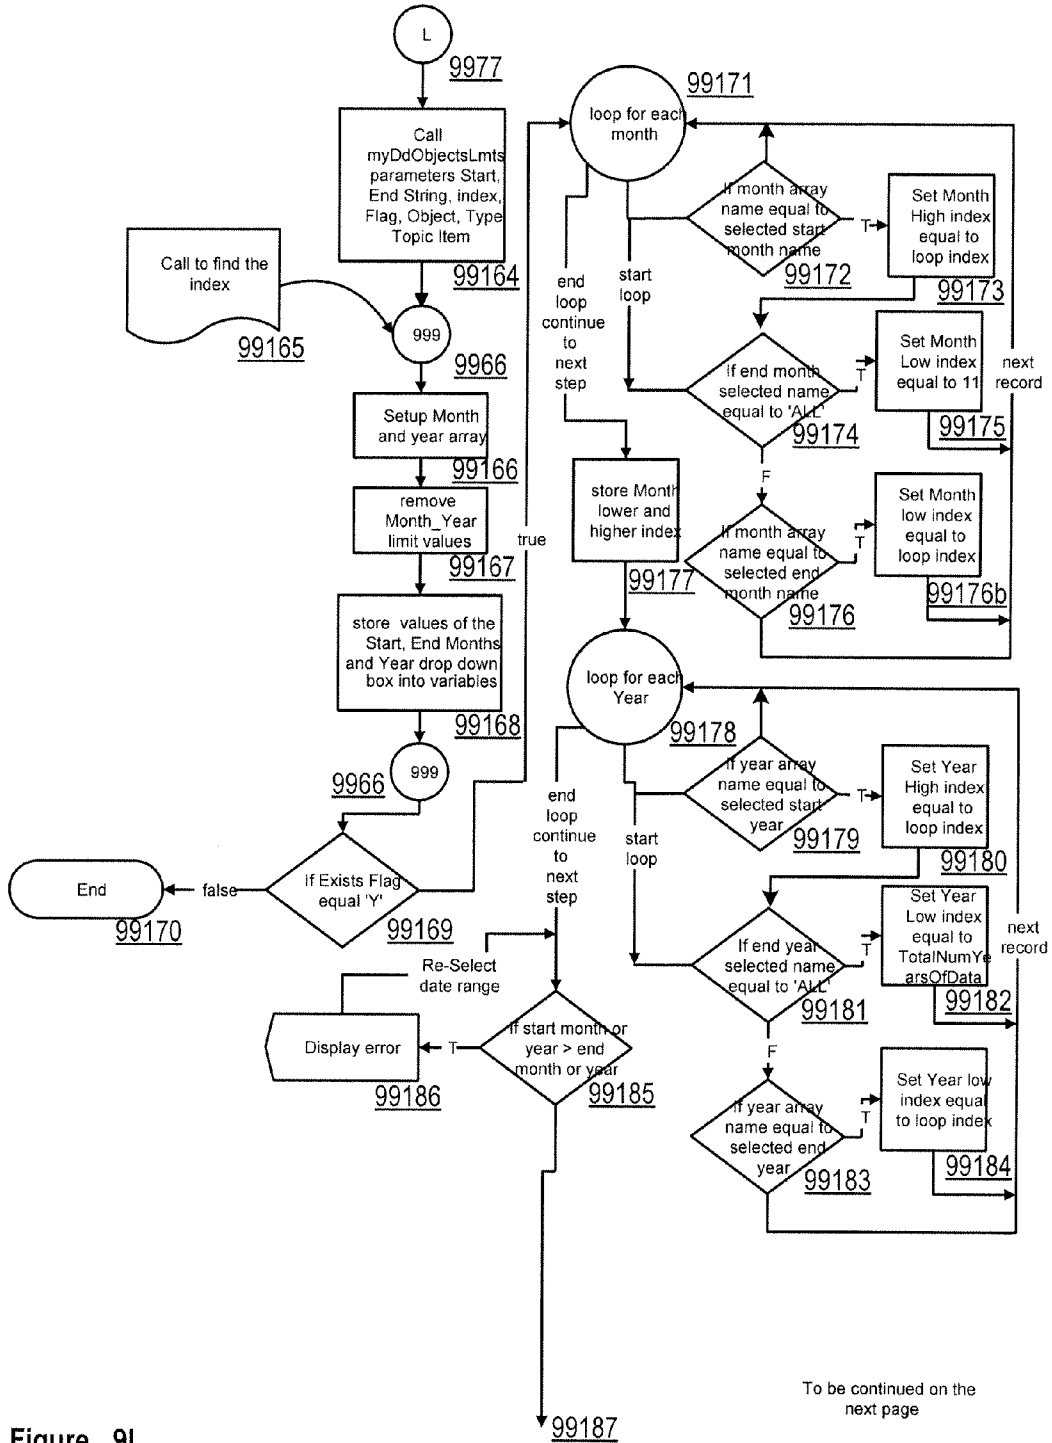 L
9977
Call
myDdObjectsLmts
parameters Start,
End String, index,
Flag, Object, Type
Topic Item
99164
Call to find the
index
99165
999
9966
Setup Month
and year array
99166
remove
Month_Year
limit values
99167
store values of the
Start, End Months
and Year drop down
box into variables
99168
9966
999
If Exists Flag
equal 'Y'
99169
false
End
99170
true
loop for each
month
99171
end
loop
continue
to
next
step
start
loop
If month array
name equal to
selected start
month name
99172
T
Set Month
High index
equal to
loop index
99173
If end month
selected name
equal to 'ALL'
99174
T
Set Month
Low index
equal to 11
99175
next
record
F
If month array
name equal to
selected end
month name
99176
T
Set Month
low index
equal to
loop index
99176b
store Month
lower and
higher index
99177
loop for each
Year
99178
end
loop
continue
to
next
step
start
loop
If year array
name equal to
selected start
year
99179
T
Set Year
High index
equal to
loop index
99180
If end year
selected name
equal to 'ALL'
99181
T
Set Year
Low index
equal to
TotalNumYe
arsOfData
99182
next
record
F
If year array
name equal to
selected end
year
99183
T
Set Year low
index equal
to loop index
99184
Re-Select
date range
Display error
99186
T
If start month or
year > end
month or year
99185
To be continued on the
next page
99187